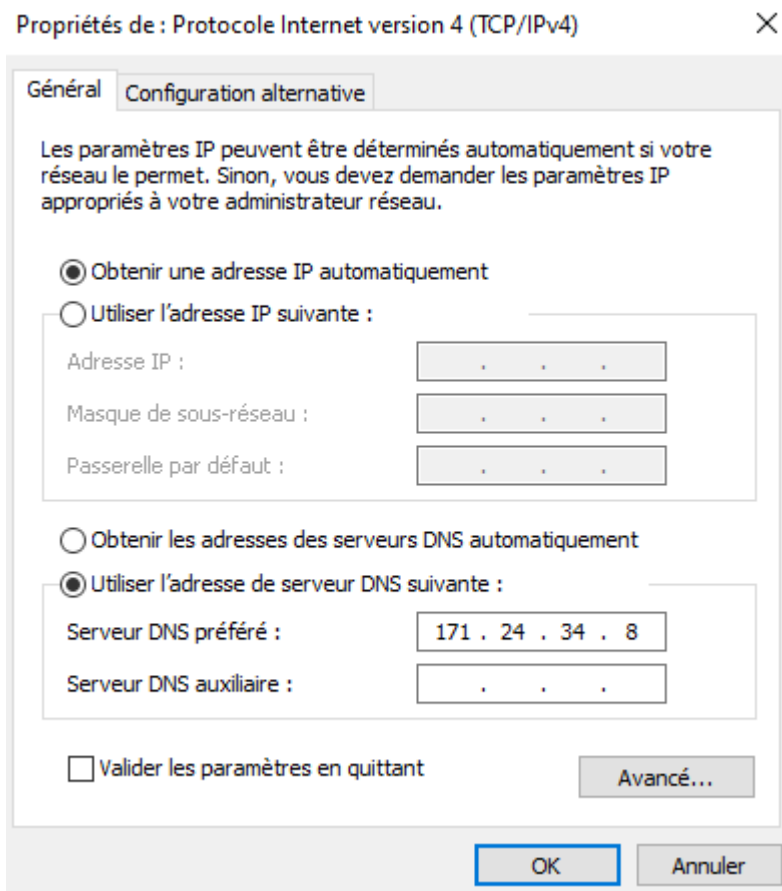 Propriétés de : Protocole Internet version 4 (TCP/IPv4)
Général
Configuration alternative
Les paramètres IP peuvent être déterminés automatiquement si votre
réseau le permet. Sinon, vous devez demander les paramètres IP
appropriés à votre administrateur réseau.
Obtenir une adresse IP automatiquement
Utiliser l'adresse IP suivante :
Adresse IP :
Masque de sous-réseau :
Passerelle par défaut :
Obtenir les adresses des serveurs DNS automatiquement
Utiliser l'adresse de serveur DNS suivante :
Serveur DNS préféré : 171 . 24 . 34 . 8
Serveur DNS auxiliaire :
Valider les paramètres en quittant
Avancé...
OK
Annuler